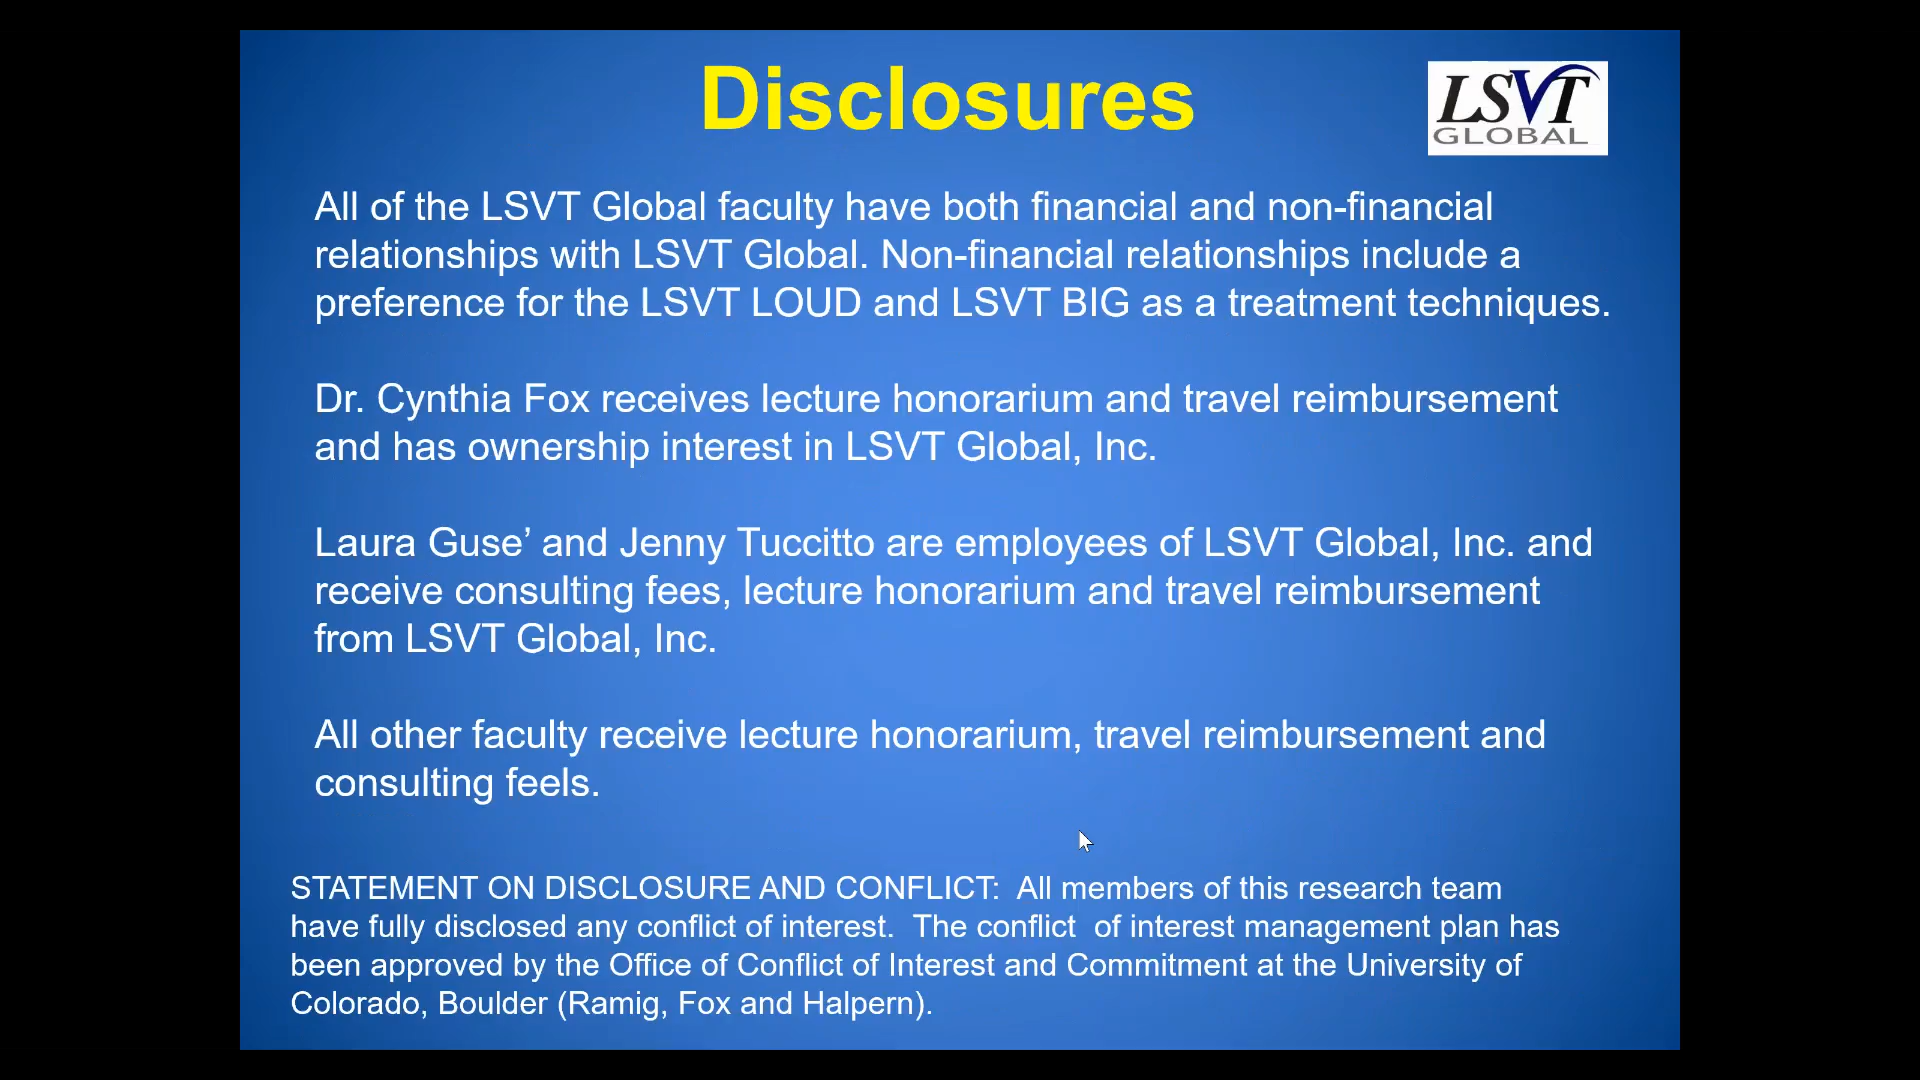 Disclosures
LSVT
GLOBAL
All of the LSVT Global faculty have both financial and non-financial
relationships with LSVT Global. Non-financial relationships include a
preference for the LSVT LOUD and LSVT BIG as a treatment techniques.
Dr. Cynthia Fox receives lecture honorarium and travel reimbursement
and has ownership interest in LSVT Global, Inc.
Laura Guse’ and Jenny Tuccitto are employees of LSVT Global, Inc. and
receive consulting fees, lecture honorarium and travel reimbursement
from LSVT Global, Inc.
All other faculty receive lecture honorarium, travel reimbursement and
consulting feels.
STATEMENT ON DISCLOSURE AND CONFLICT:  All members of this research team
have fully disclosed any conflict of interest.  The conflict  of interest management plan has
been approved by the Office of Conflict of Interest and Commitment at the University of
Colorado, Boulder (Ramig, Fox and Halpern).